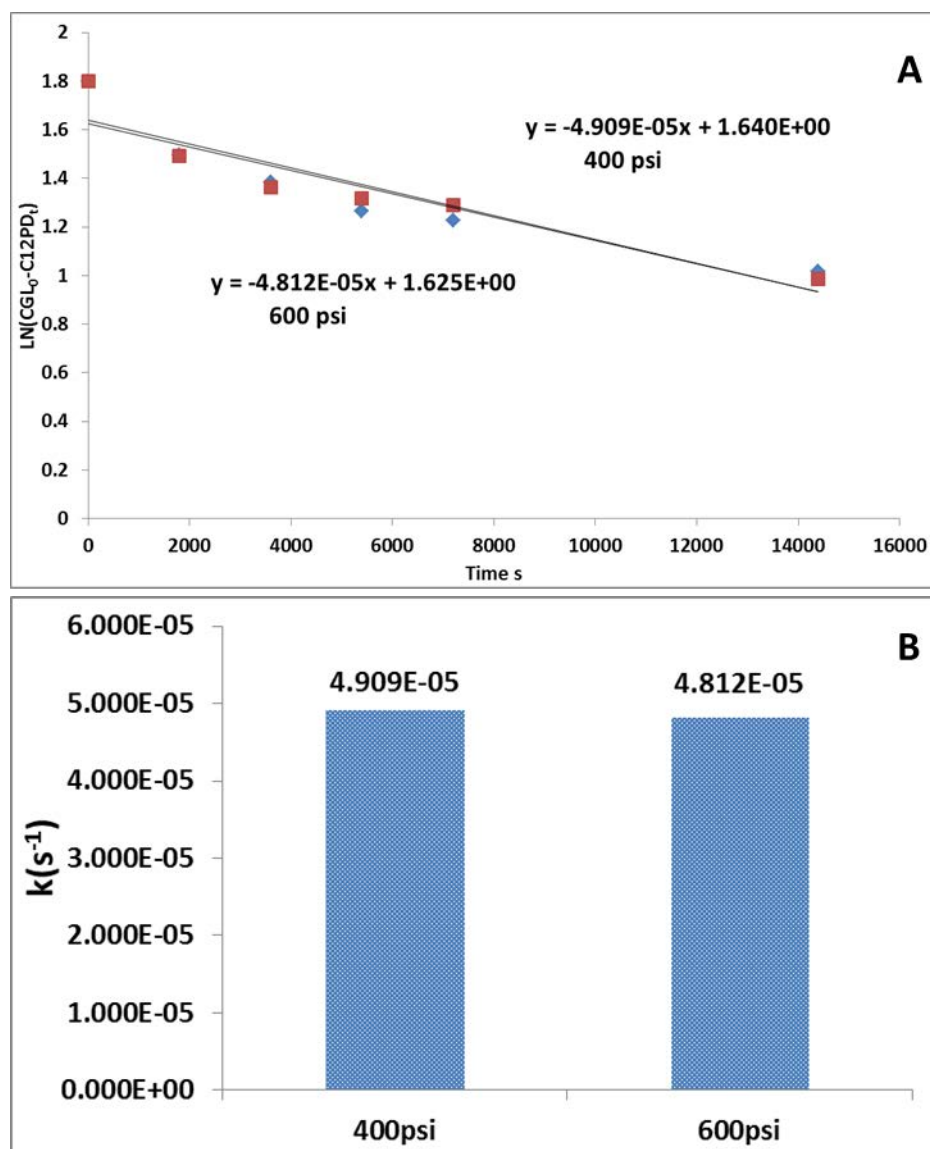 A
2
1.8
1.6
1.4
1.2
1
0.8
0.6
0.4
0.2
0
LN(CGL₀-C12PDₜ)
y = -4.909E-05x + 1.640E+00
400 psi
y = -4.812E-05x + 1.625E+00
600 psi
0 2000 4000 6000 8000 10000 12000 14000 16000
Time s
B
6.000E-05
5.000E-05
4.000E-05
3.000E-05
2.000E-05
1.000E-05
0.000E+00
k(s⁻¹)
4.909E-05 4.812E-05
400psi 600psi